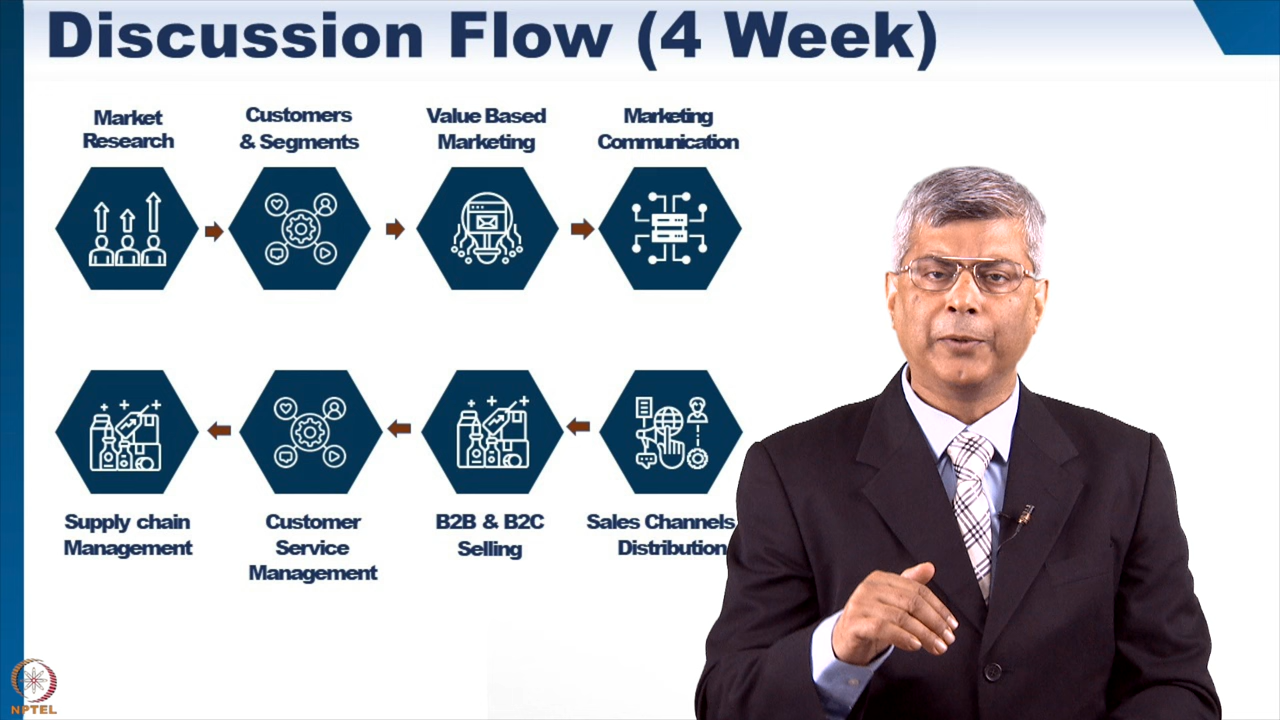 Discussion Flow (4 Week)
Market
Research
Customers
& Segments
Value Based
Marketing
Marketing
Communication
Supply chain
Management
Customer
Service
Management
B2B & B2C
Selling
Sales Channels
Distribution
NPTEL